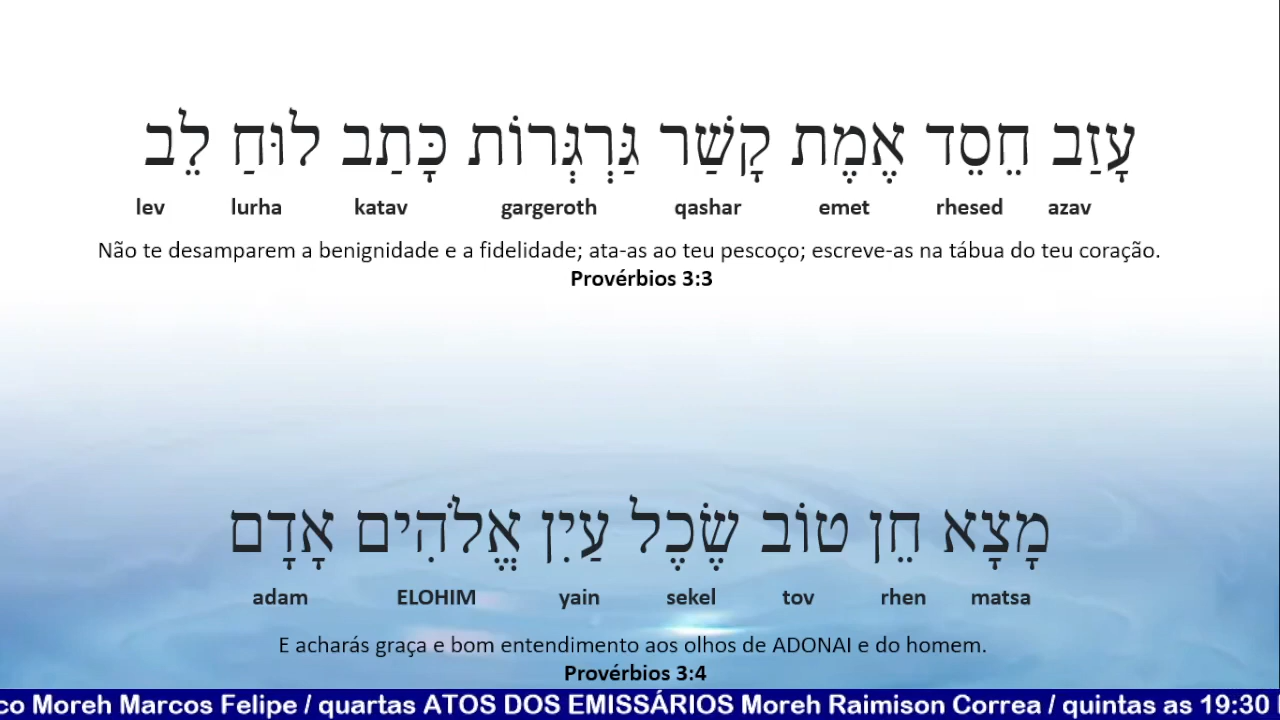 עָזַב חֵסֵד אֶמֶת קָשַׁר גַּרְגְּרוֹת כָּתַב לוּחַ לֵב
lev lurha katav gargeroth qashar emet rhesed azav
Não te desamparem a benignidade e a fidelidade; ata-as ao teu pescoço; escreve-as na tábua do teu coração.
Provérbios 3:3
מָצָא חֵן טוֹב שֶׂכֶל עַיִן אֱלֹהִים אָדָם
adam ELOHIM yain sekel tov rhen matsa
E acharás graça e bom entendimento aos olhos de ADONAI e do homem.
Provérbios 3:4
co Moreh Marcos Felipe / quartas ATOS DOS EMISSÁRIOS Moreh Raimison Correa / quintas as 19:30